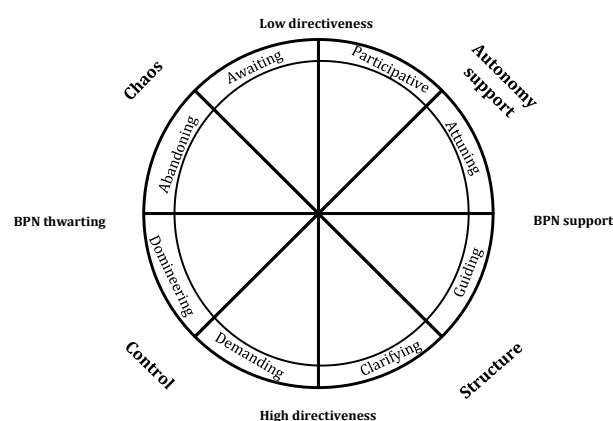 Low directiveness
Awaiting
Participative
Chaos
Autonomy
support
Abandoning
Attuning
BPN thwarting
BPN support
Domineering
Guiding
Demanding
Clarifying
Control
Structure
High directiveness